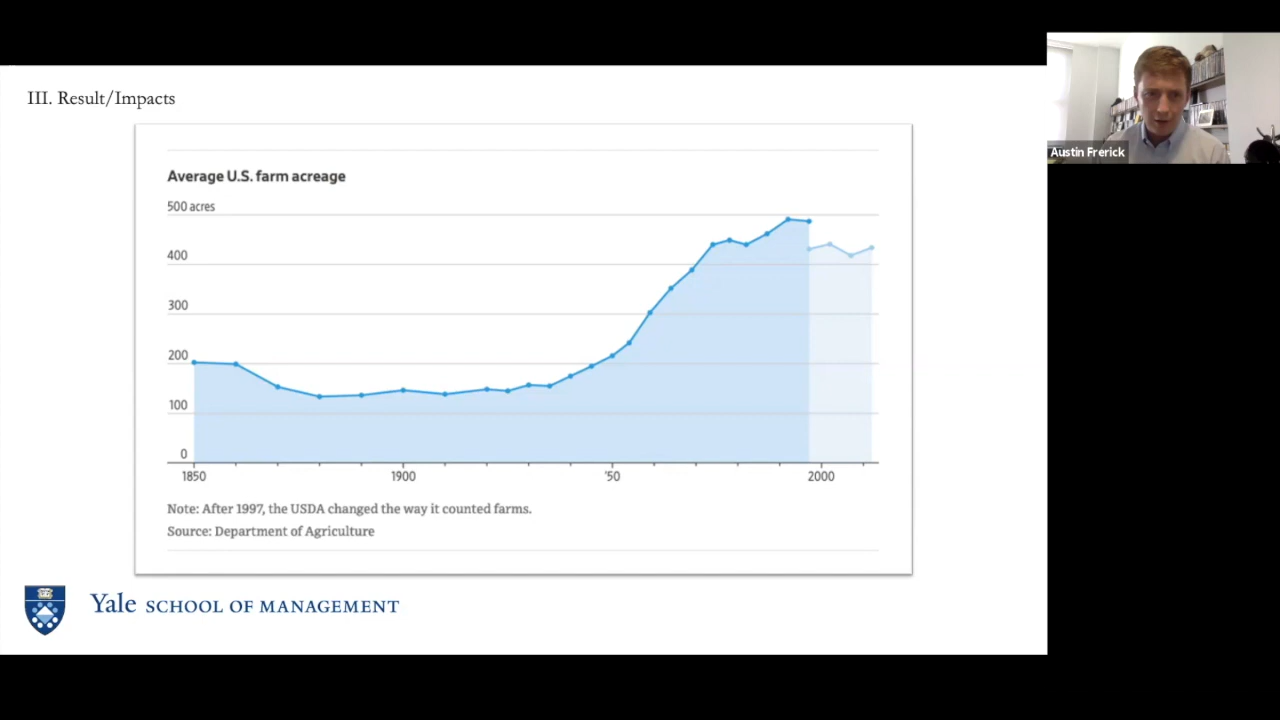 III. Result/Impacts
Average U.S. farm acreage
500 acres
400
300
200
100
0
1850 1900 '50 2000
Note: After 1997, the USDA changed the way it counted farms.
Source: Department of Agriculture
Yale SCHOOL OF MANAGEMENT
Austin Frerick